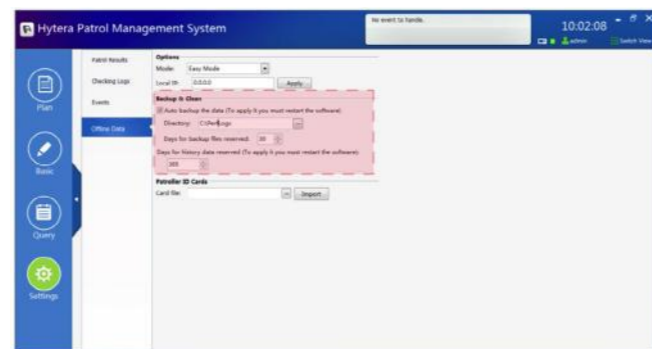 Hytera Patrol Management System
No event to handle.
10:02:08
admin
Switch View
Plan
Basic
Query
Settings
Patrol Results
Checking Logs
Events
Offline Data
Options
Mode: Easy Mode
Local IP: 0.0.0.0 Apply
Backup & Clean
Auto backup the data (To apply it you must restart the software)
Directory: C:\PerfLogs ...
Days for backup files reserved: 30
Days for history data reserved (To apply it you must restart the software):
365
Patroller ID Cards
Card file: ... Import